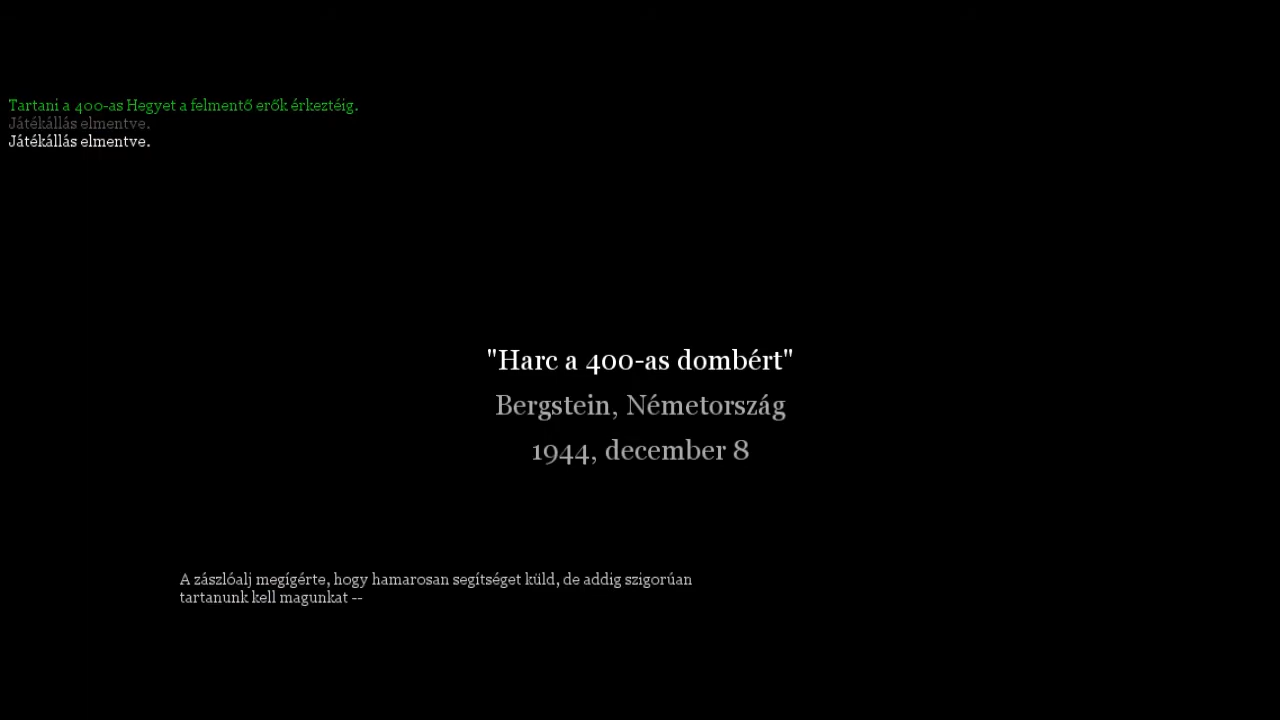 Tartani a 400-as Hegyet a felmentő erők érkeztéig.
Játékállás elmentve.
Játékállás elmentve.
"Harc a 400-as dombért"
Bergstein, Németország
1944, december 8
A zászlóalj megígérte, hogy hamarosan segítséget küld, de addig szigorúan
tartanunk kell magunkat --